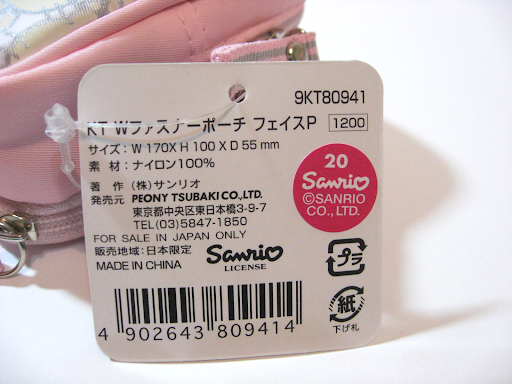 9KT80941
KT Wファスナーポーチ フェイスP 1200
サイズ：W 170X H 100 X D 55 mm
素 材：ナイロン100%
著 作 (株)サンリオ
発売元 PEONY TSUBAKI CO.,LTD.
東京都中央区東日本橋3-9-7
TEL(03)5847-1850
FOR SALE IN JAPAN ONLY
販売地域：日本限定
MADE IN CHINA
Sanrio
LICENSE
20
Sanrio
©SANRIO
CO., LTD.
プラ
紙
下げ札
4 902643 809414